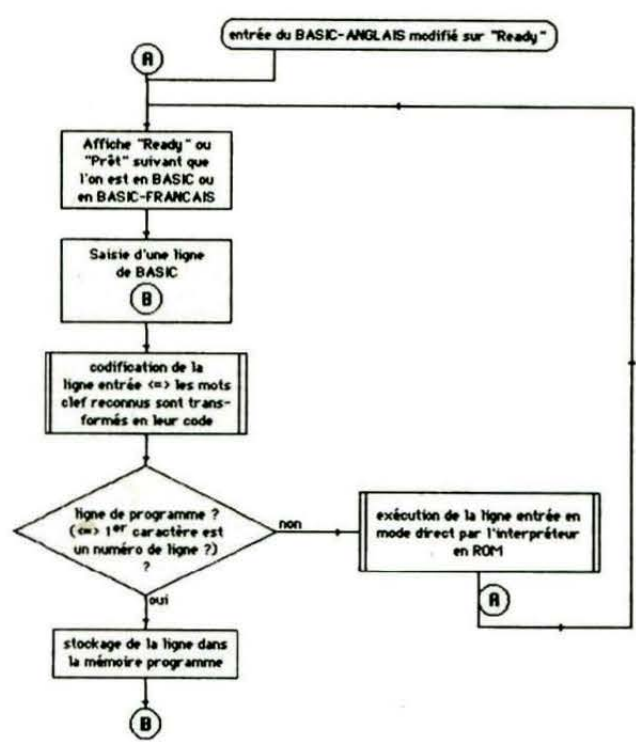 entrée du BASIC-ANGLAIS modifié sur "Ready"
A
Affiche "Ready" ou
"Prêt" suivant que
l'on est en BASIC ou
en BASIC-FRANCAIS
Saisie d'une ligne
de BASIC
B
codification de la
ligne entrée <=> les mots
clef reconnus sont trans-
formés en leur code
ligne de programme ?
(<=> 1er caractère est
un numéro de ligne ?)
?
non
exécution de la ligne entrée en
mode direct par l'interpréteur
en ROM
A
oui
stockage de la ligne dans
la mémoire programme
B